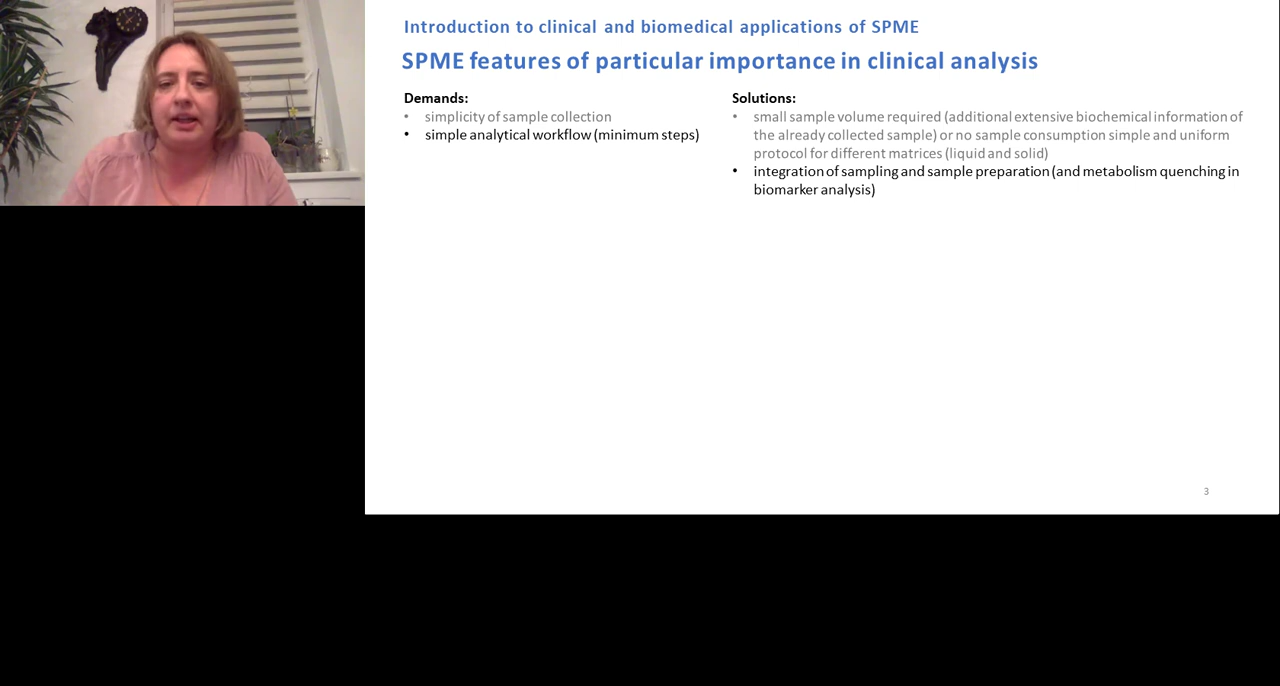 Introduction to clinical and biomedical applications of SPME
SPME features of particular importance in clinical analysis
Demands:
• simplicity of sample collection
• simple analytical workflow (minimum steps)
Solutions:
• small sample volume required (additional extensive biochemical information of
the already collected sample) or no sample consumption simple and uniform
protocol for different matrices (liquid and solid)
• integration of sampling and sample preparation (and metabolism quenching in
biomarker analysis)
3